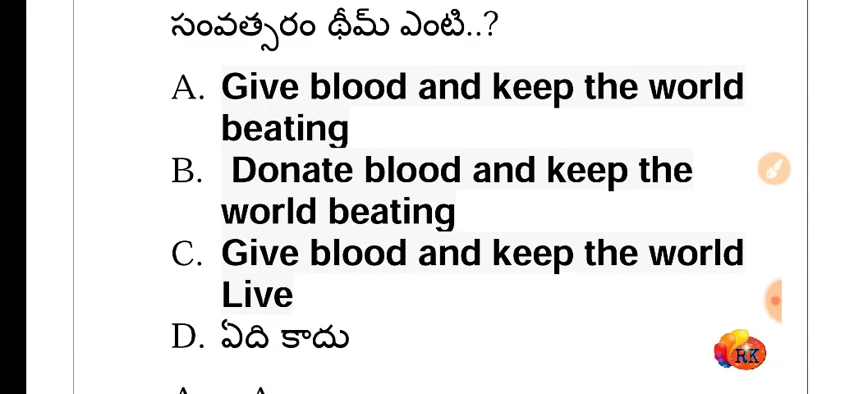 సంవత్సరం థీమ్ ఎంటి..?
A. Give blood and keep the world
beating
B. Donate blood and keep the
world beating
C. Give blood and keep the world
Live
D. ఏది కాదు
RK